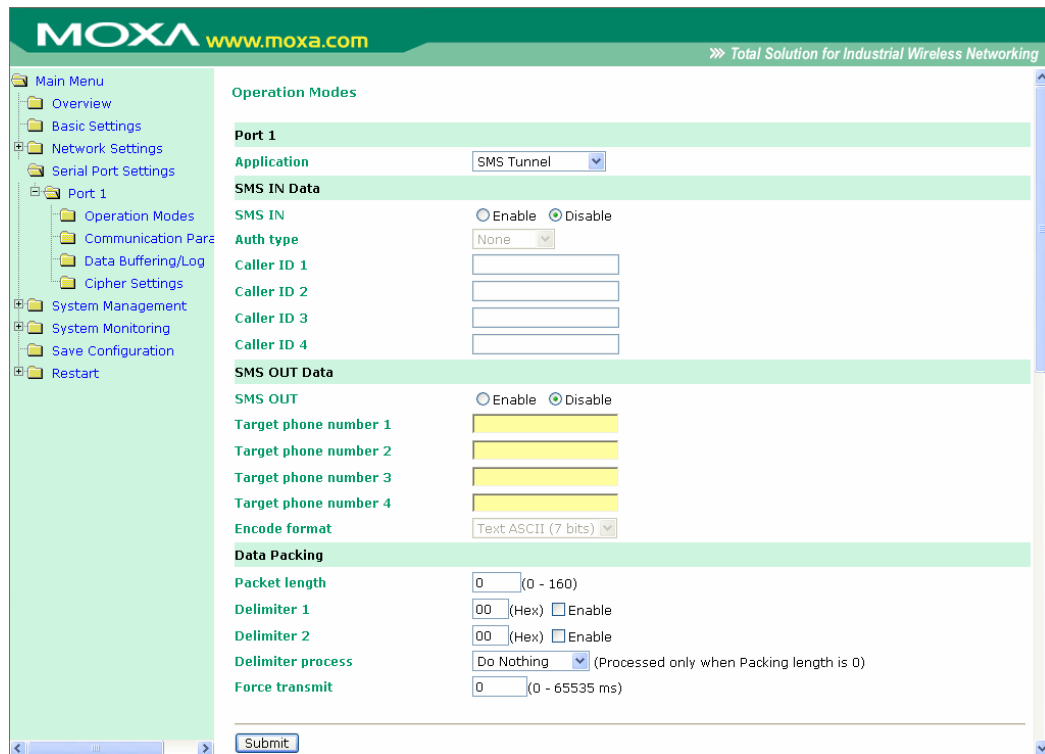 MOXA www.moxa.com
Total Solution for Industrial Wireless Networking
Main Menu
Overview
Basic Settings
Network Settings
Serial Port Settings
Port 1
Operation Modes
Communication Para
Data Buffering/Log
Cipher Settings
System Management
System Monitoring
Save Configuration
Restart
Operation Modes
Port 1
Application SMS Tunnel
SMS IN Data
SMS IN Enable Disable
Auth type None
Caller ID 1
Caller ID 2
Caller ID 3
Caller ID 4
SMS OUT Data
SMS OUT Enable Disable
Target phone number 1
Target phone number 2
Target phone number 3
Target phone number 4
Encode format Text ASCII (7 bits)
Data Packing
Packet length 0 (0 - 160)
Delimiter 1 00 (Hex) Enable
Delimiter 2 00 (Hex) Enable
Delimiter process Do Nothing (Processed only when Packing length is 0)
Force transmit 0 (0 - 65535 ms)
Submit